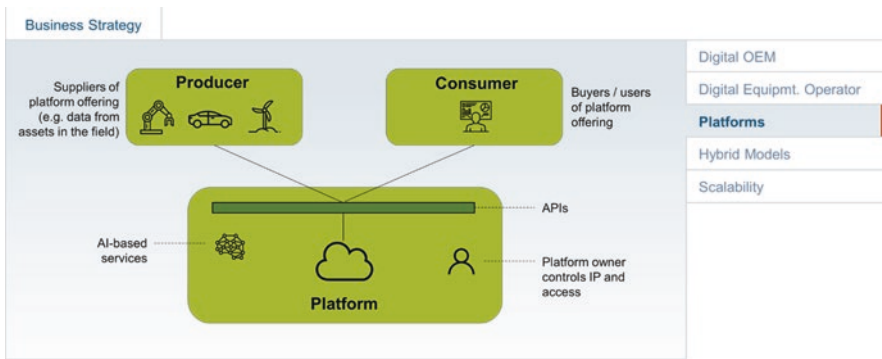 Business Strategy
Suppliers of
platform offering
(e.g. data from
assets in the field)
Producer
Consumer
Buyers / users
of platform
offering
APIs
AI-based
services
Platform owner
controls IP and
access
Platform
Digital OEM
Digital Equipmt. Operator
Platforms
Hybrid Models
Scalability